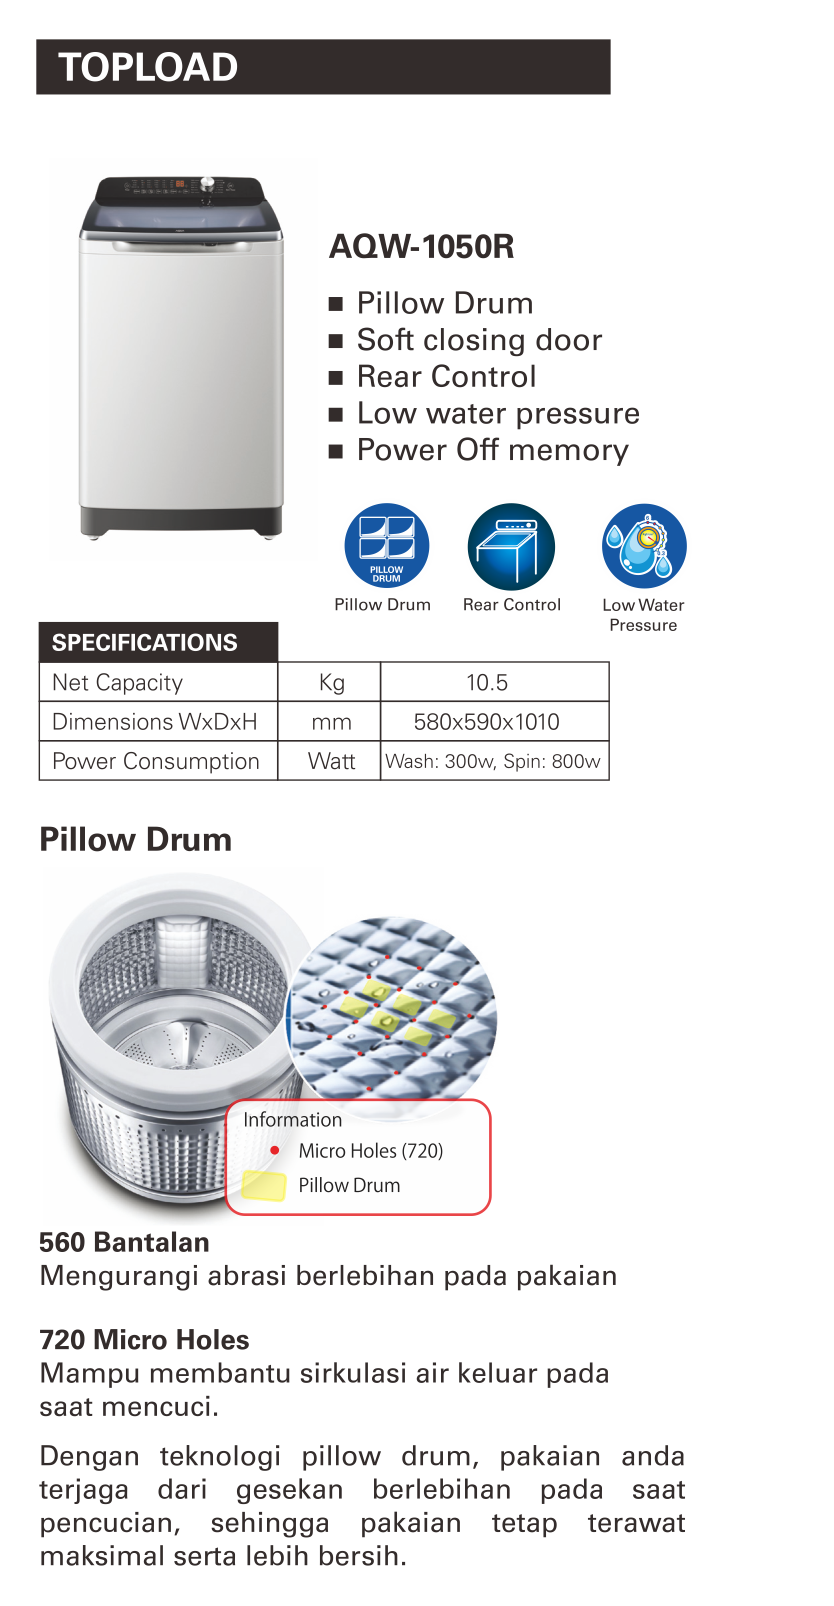 TOPLOAD
AQW-1050R
■ Pillow Drum
■ Soft closing door
■ Rear Control
■ Low water pressure
■ Power Off memory
PILLOW
DRUM
Pillow Drum
Rear Control
Low Water
Pressure
SPECIFICATIONS
Net Capacity Kg 10.5
Dimensions WxDxH mm 580x590x1010
Power Consumption Watt Wash: 300w, Spin: 800w
Pillow Drum
Information
Micro Holes (720)
Pillow Drum
560 Bantalan
Mengurangi abrasi berlebihan pada pakaian
720 Micro Holes
Mampu membantu sirkulasi air keluar pada
saat mencuci.
Dengan teknologi pillow drum, pakaian anda
terjaga dari gesekan berlebihan pada saat
pencucian, sehingga pakaian tetap terawat
maksimal serta lebih bersih.